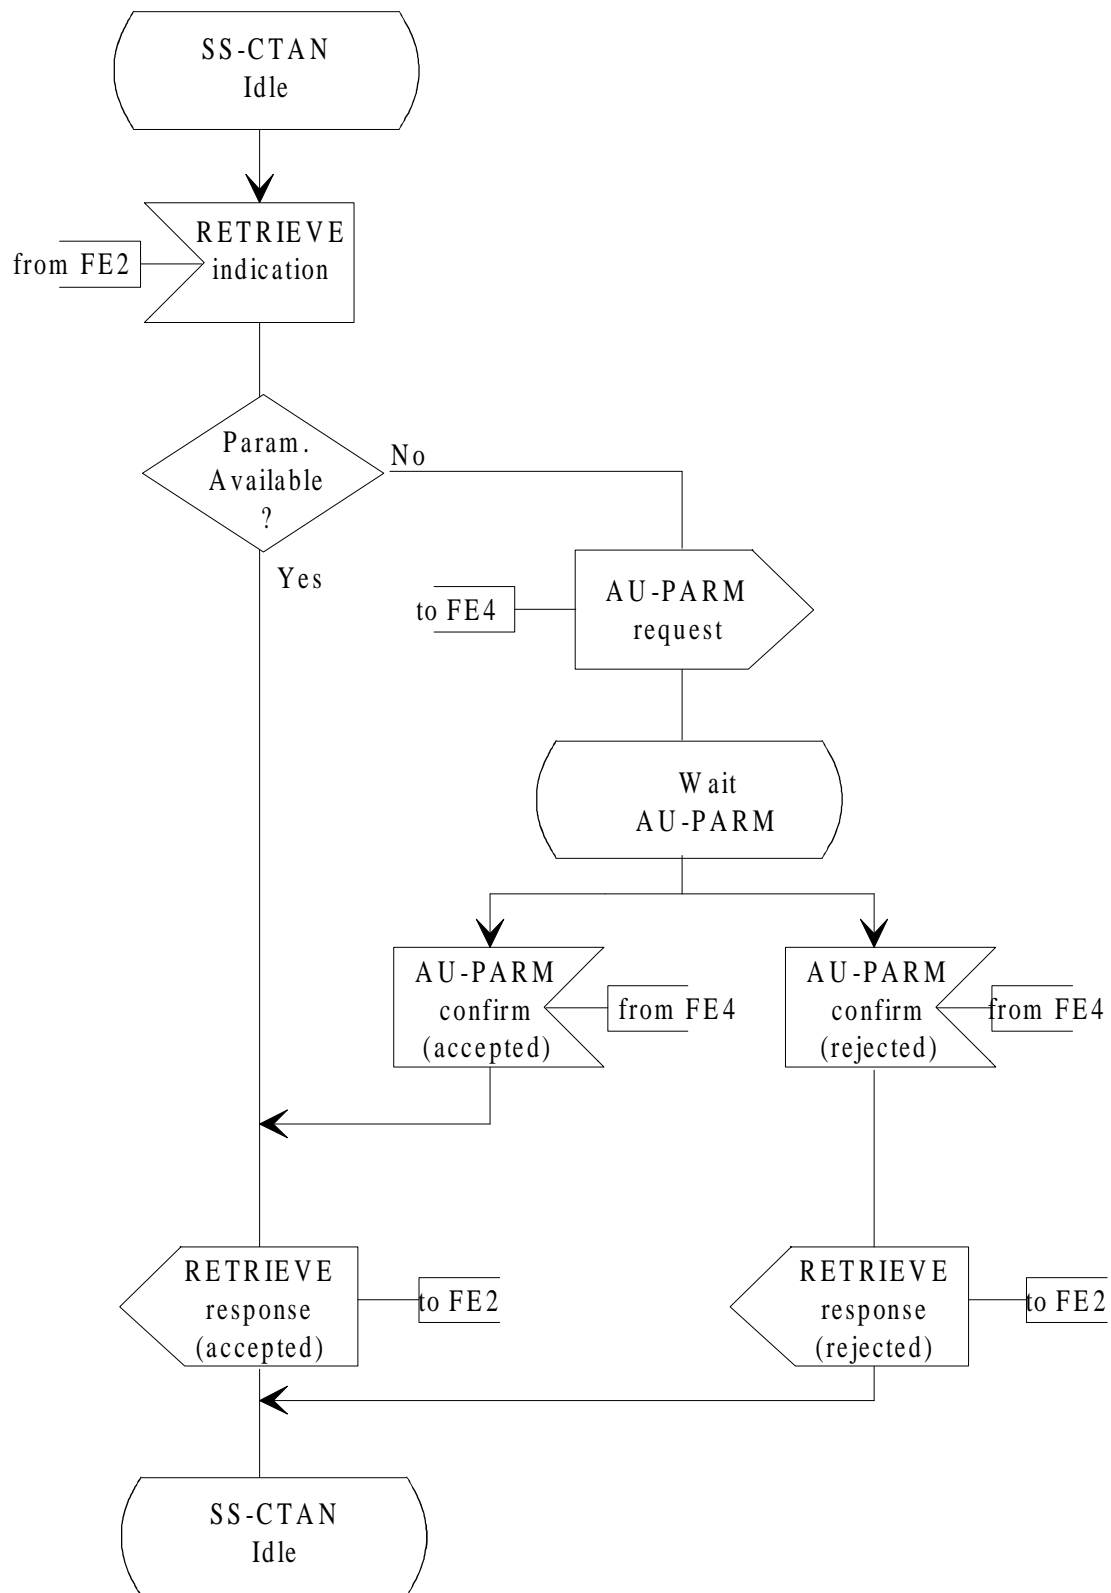 SS-CTAN
Idle
RETRIEVE
indication
from FE2
Param.
Available
?
No
Yes
AU-PARM
request
to FE4
Wait
AU-PARM
AU-PARM
confirm
(accepted)
from FE4
AU-PARM
confirm
(rejected)
from FE4
RETRIEVE
response
(accepted)
to FE2
RETRIEVE
response
(rejected)
to FE2
SS-CTAN
Idle